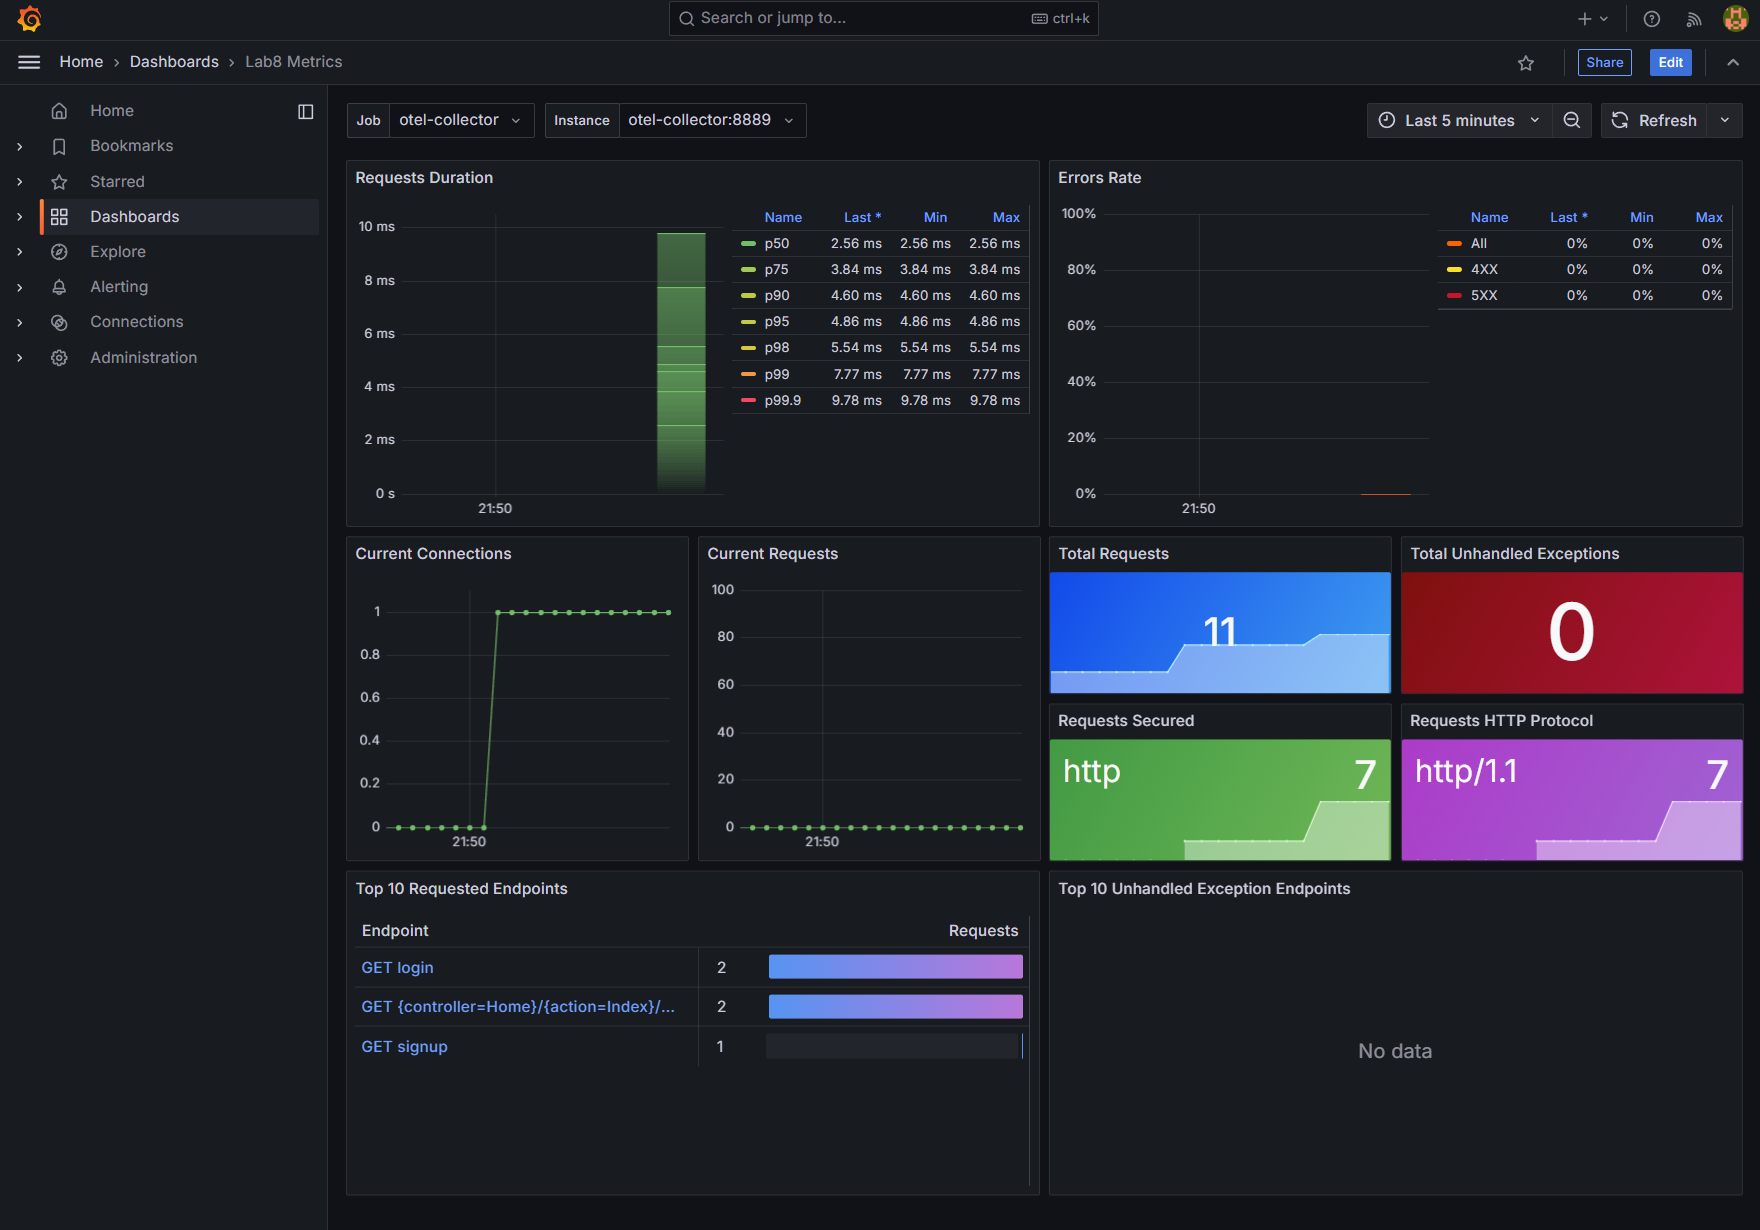 Search or jump to... ctrl+k
Home › Dashboards › Lab8 Metrics
Share Edit
Home
Bookmarks
Starred
Dashboards
Explore
Alerting
Connections
Administration
Job otel-collector Instance otel-collector:8889
Last 5 minutes Refresh
Requests Duration
10 ms
8 ms
6 ms
4 ms
2 ms
0 s
21:50
Name Last * Min Max
p50 2.56 ms 2.56 ms 2.56 ms
p75 3.84 ms 3.84 ms 3.84 ms
p90 4.60 ms 4.60 ms 4.60 ms
p95 4.86 ms 4.86 ms 4.86 ms
p98 5.54 ms 5.54 ms 5.54 ms
p99 7.77 ms 7.77 ms 7.77 ms
p99.9 9.78 ms 9.78 ms 9.78 ms
Errors Rate
100%
80%
60%
40%
20%
0%
21:50
Name Last * Min Max
All 0% 0% 0%
4XX 0% 0% 0%
5XX 0% 0% 0%
Current Connections
1
0.8
0.6
0.4
0.2
0
21:50
Current Requests
100
80
60
40
20
0
21:50
Total Requests
11
Total Unhandled Exceptions
0
Requests Secured
http 7
Requests HTTP Protocol
http/1.1 7
Top 10 Requested Endpoints
Endpoint Requests
GET login 2
GET {controller=Home}/{action=Index}/... 2
GET signup 1
Top 10 Unhandled Exception Endpoints
No data